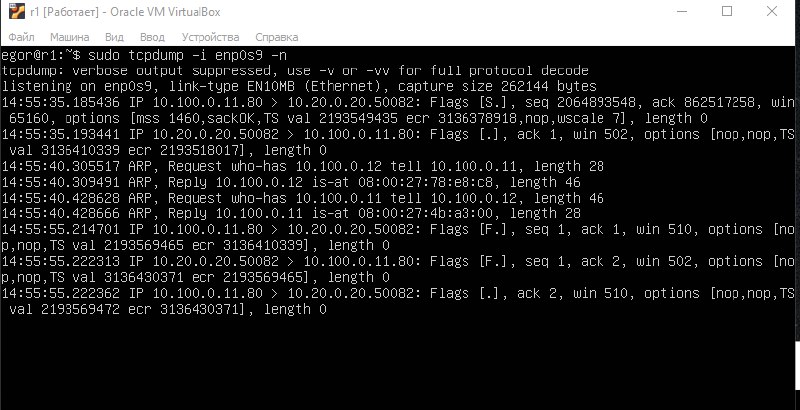 r1 [Работает] - Oracle VM VirtualBox
Файл Машина Вид Ввод Устройства Справка
egor@r1:~$ sudo tcpdump -i enp0s9 -n
tcpdump: verbose output suppressed, use -v or -vv for full protocol decode
listening on enp0s9, link-type EN10MB (Ethernet), capture size 262144 bytes
14:55:35.185436 IP 10.100.0.11.80 > 10.20.0.20.50082: Flags [S.], seq 2064893548, ack 862517258, win
65160, options [mss 1460,sackOK,TS val 2193549435 ecr 3136378918,nop,wscale 7], length 0
14:55:35.193441 IP 10.20.0.20.50082 > 10.100.0.11.80: Flags [.], ack 1, win 502, options [nop,nop,TS
val 3136410339 ecr 2193518017], length 0
14:55:40.305517 ARP, Request who-has 10.100.0.12 tell 10.100.0.11, length 28
14:55:40.309491 ARP, Reply 10.100.0.12 is-at 08:00:27:78:e8:c8, length 46
14:55:40.428628 ARP, Request who-has 10.100.0.11 tell 10.100.0.12, length 46
14:55:40.428666 ARP, Reply 10.100.0.11 is-at 08:00:27:4b:a3:00, length 28
14:55:55.214701 IP 10.100.0.11.80 > 10.20.0.20.50082: Flags [F.], seq 1, ack 1, win 510, options [no
p,nop,TS val 2193569465 ecr 3136410339], length 0
14:55:55.222313 IP 10.20.0.20.50082 > 10.100.0.11.80: Flags [F.], seq 1, ack 2, win 502, options [no
p,nop,TS val 3136430371 ecr 2193569465], length 0
14:55:55.222362 IP 10.100.0.11.80 > 10.20.0.20.50082: Flags [.], ack 2, win 510, options [nop,nop,TS
val 2193569472 ecr 3136430371], length 0